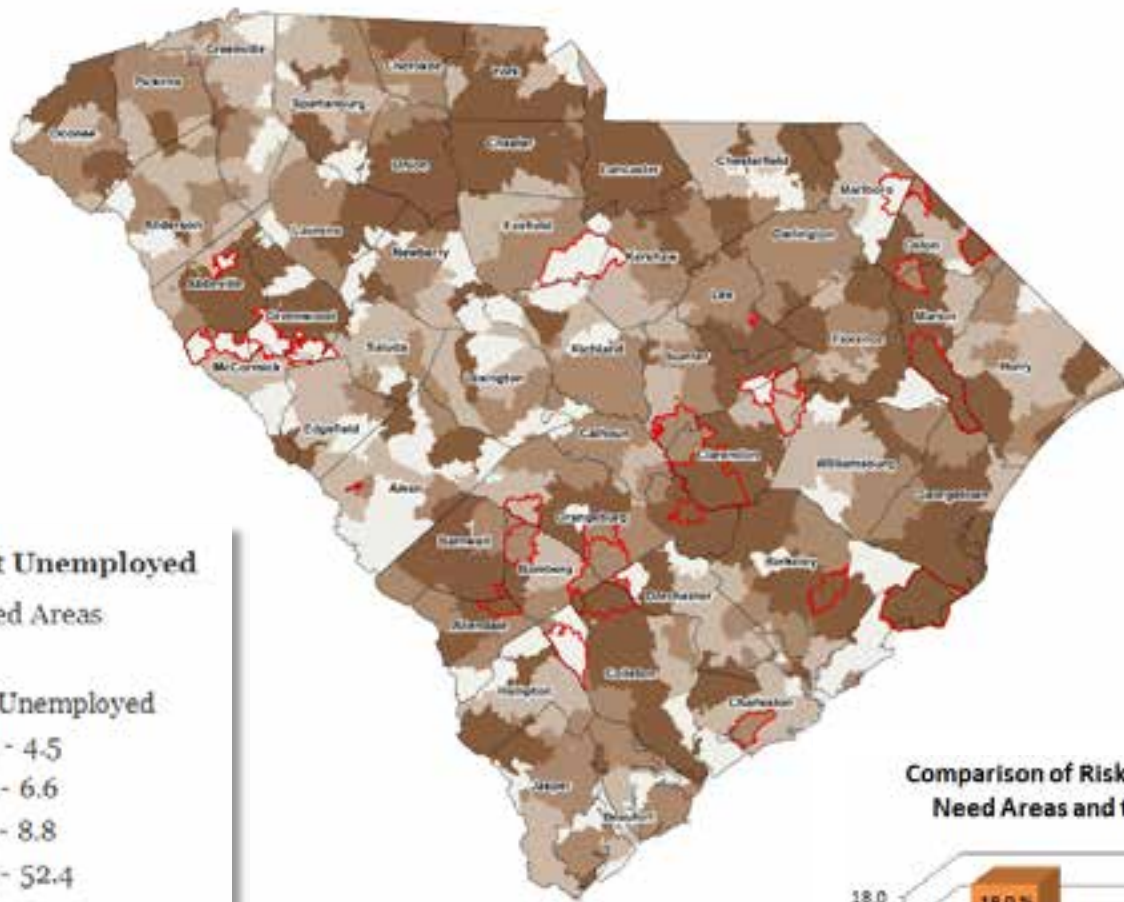 Greenville
Pickens
Cherokee
York
Oconee
Spartanburg
Union
Chester
Lancaster
Chesterfield
Marlboro
Anderson
Laurens
Fairfield
Darlington
Newberry
Kershaw
Dillon
Abbeville
Lee
Greenwood
Marion
Saluda
Richland
Florence
McCormick
Lexington
Sumter
Horry
Edgefield
Calhoun
Clarendon
Williamsburg
Aiken
Georgetown
Orangeburg
Barnwell
Bamberg
Berkeley
Dorchester
Allendale
Colleton
Hampton
Charleston
Jasper
Beaufort
t Unemployed
ed Areas
Unemployed
- 4.5
- 6.6
- 8.8
- 52.4
Comparison of Risk
Need Areas and t
18.0
18.0 %